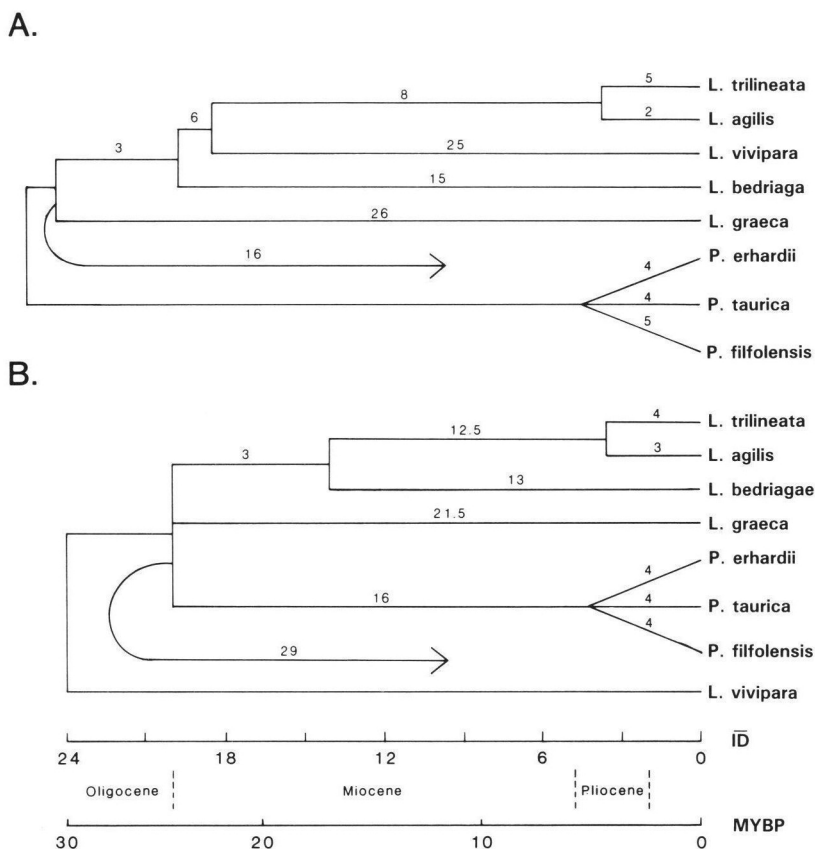 A.
5
L. trilineata
8
6
2
L. agilis
3
25
L. vivipara
15
L. bedriaga
26
L. graeca
16
4
P. erhardii
4
P. taurica
5
P. filfolensis
B.
4
L. trilineata
12.5
3
3
L. agilis
13
L. bedriagae
21.5
L. graeca
4
P. erhardii
16
4
P. taurica
4
P. filfolensis
29
L. vivipara
ID
24 18 12 6 0
Oligocene Miocene Pliocene
MYBP
30 20 10 0